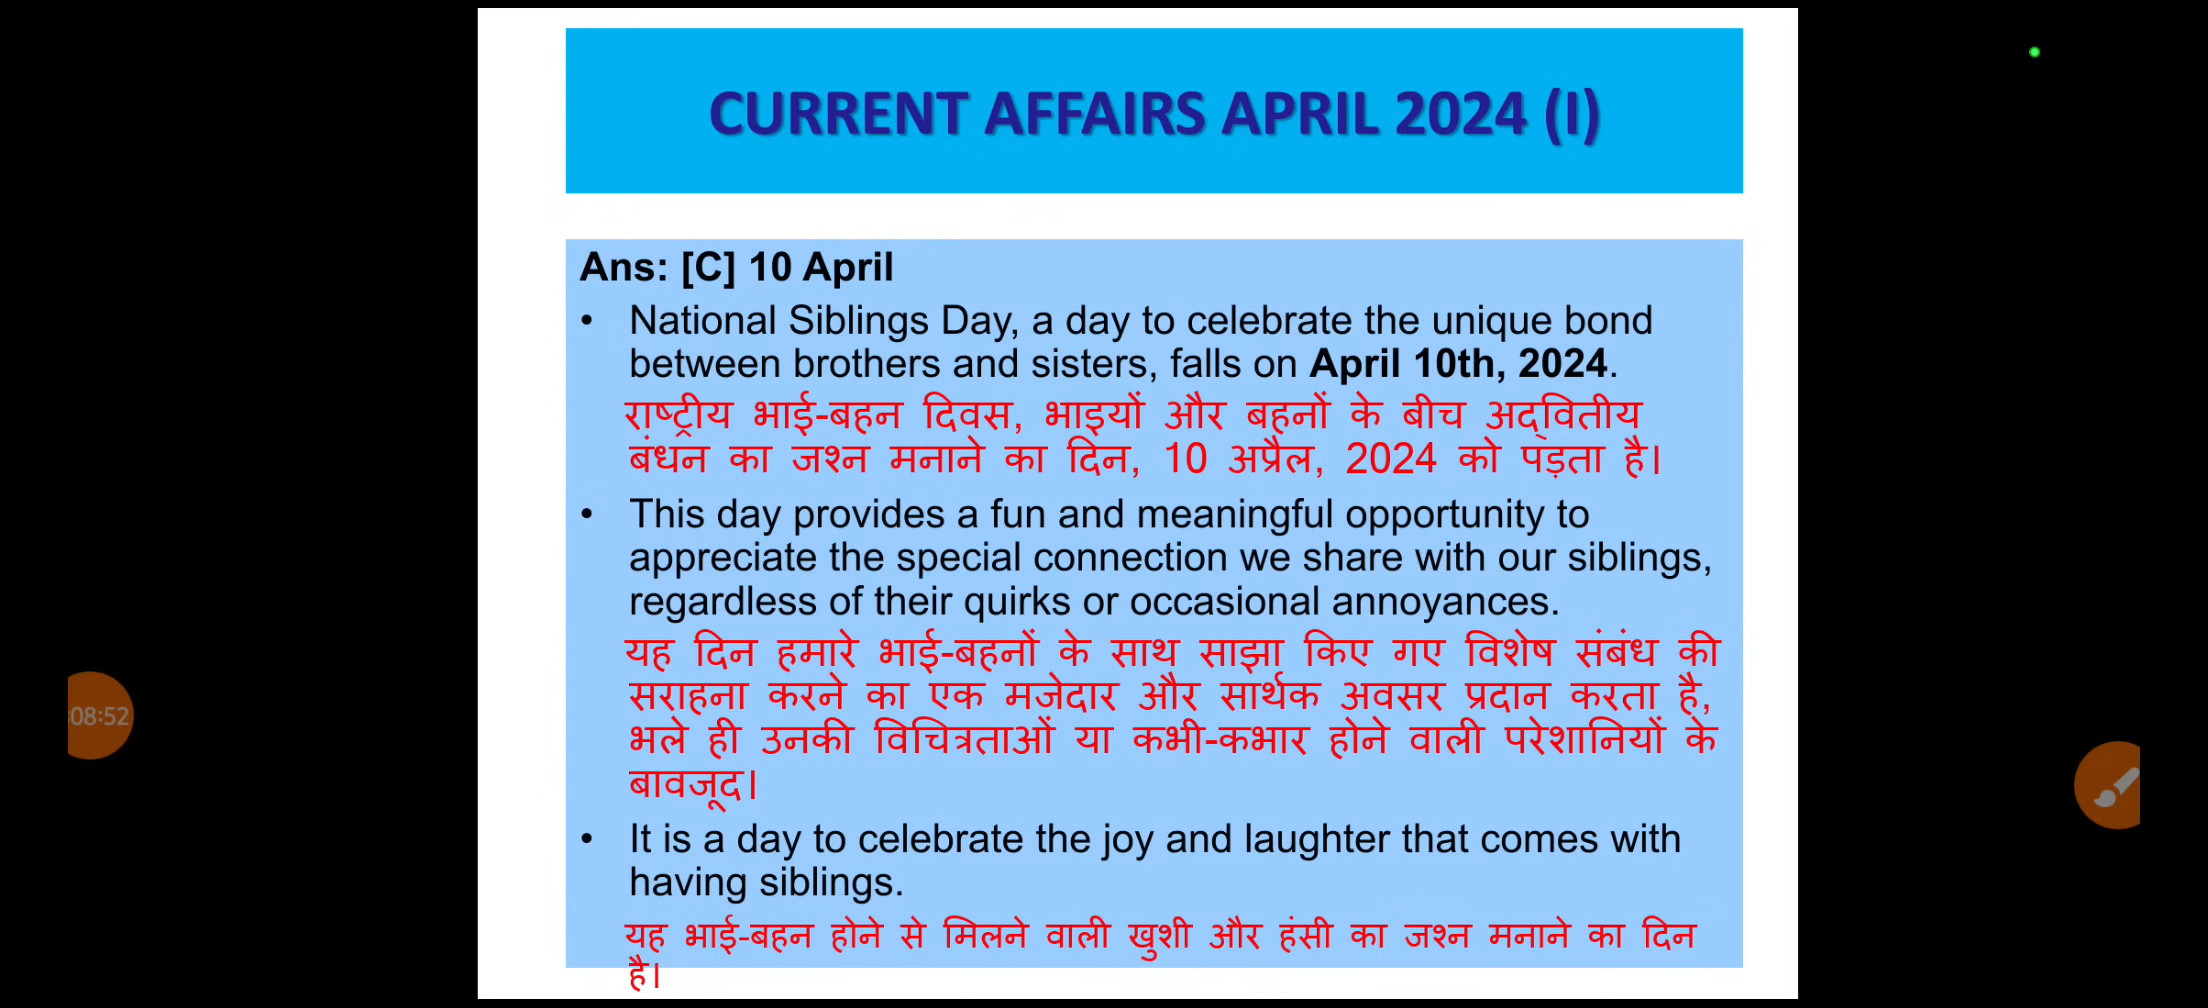 CURRENT AFFAIRS APRIL 2024 (I)
Ans: [C] 10 April
• National Siblings Day, a day to celebrate the unique bond
between brothers and sisters, falls on April 10th, 2024.
राष्ट्रीय भाई-बहन दिवस, भाइयों और बहनों के बीच अद्वितीय
बंधन का जश्न मनाने का दिन, 10 अप्रैल, 2024 को पड़ता है।
• This day provides a fun and meaningful opportunity to
appreciate the special connection we share with our siblings,
regardless of their quirks or occasional annoyances.
यह दिन हमारे भाई-बहनों के साथ साझा किए गए विशेष संबंध की
सराहना करने का एक मजेदार और सार्थक अवसर प्रदान करता है,
भले ही उनकी विचित्रताओं या कभी-कभार होने वाली परेशानियों के
बावजूद।
• It is a day to celebrate the joy and laughter that comes with
having siblings.
यह भाई-बहन होने से मिलने वाली खुशी और हंसी का जश्न मनाने का दिन
है।
:08:52